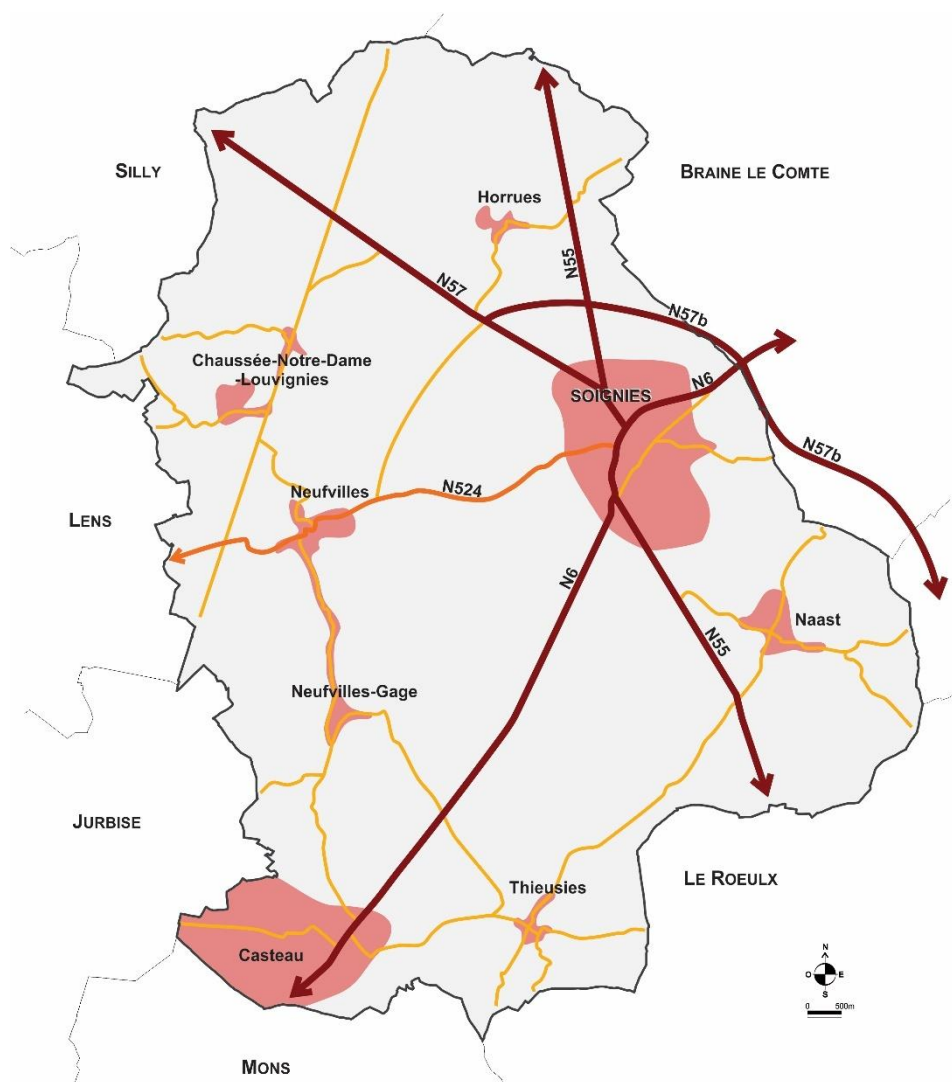 SILLY
BRAINE LE COMTE
Horrues
N55
N57
N57b
Chaussée-Notre-Dame
-Louvignies
SOIGNIES
N6
N57b
N524
Neufvilles
LENS
N6
Naast
N55
Neufvilles-Gage
JURBISE
LE ROEULX
Thieusies
Casteau
N
O E
S
0 500m
MONS